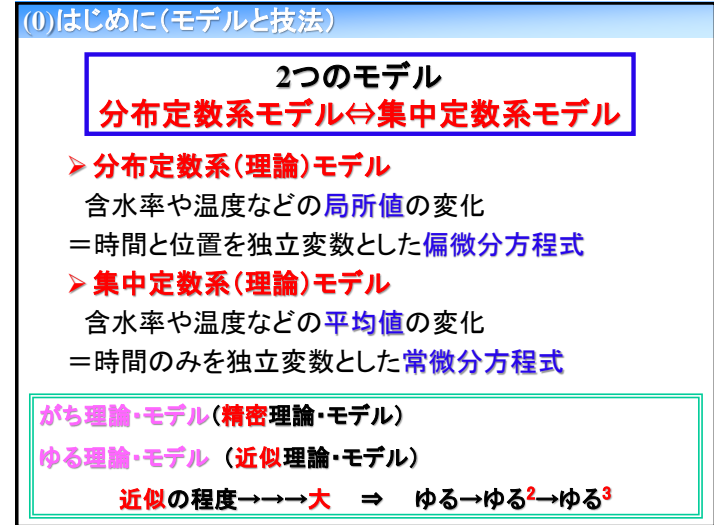 (0)はじめに(モデルと技法)
2つのモデル
分布定数系モデル⇔集中定数系モデル
➢分布定数系(理論)モデル
含水率や温度などの局所値の変化
＝時間と位置を独立変数とした偏微分方程式
➢集中定数系(理論)モデル
含水率や温度などの平均値の変化
＝時間のみを独立変数とした常微分方程式
がち理論・モデル(精密理論・モデル)
ゆる理論・モデル (近似理論・モデル)
近似の程度→→→大 ⇒ ゆる→ゆる²→ゆる³